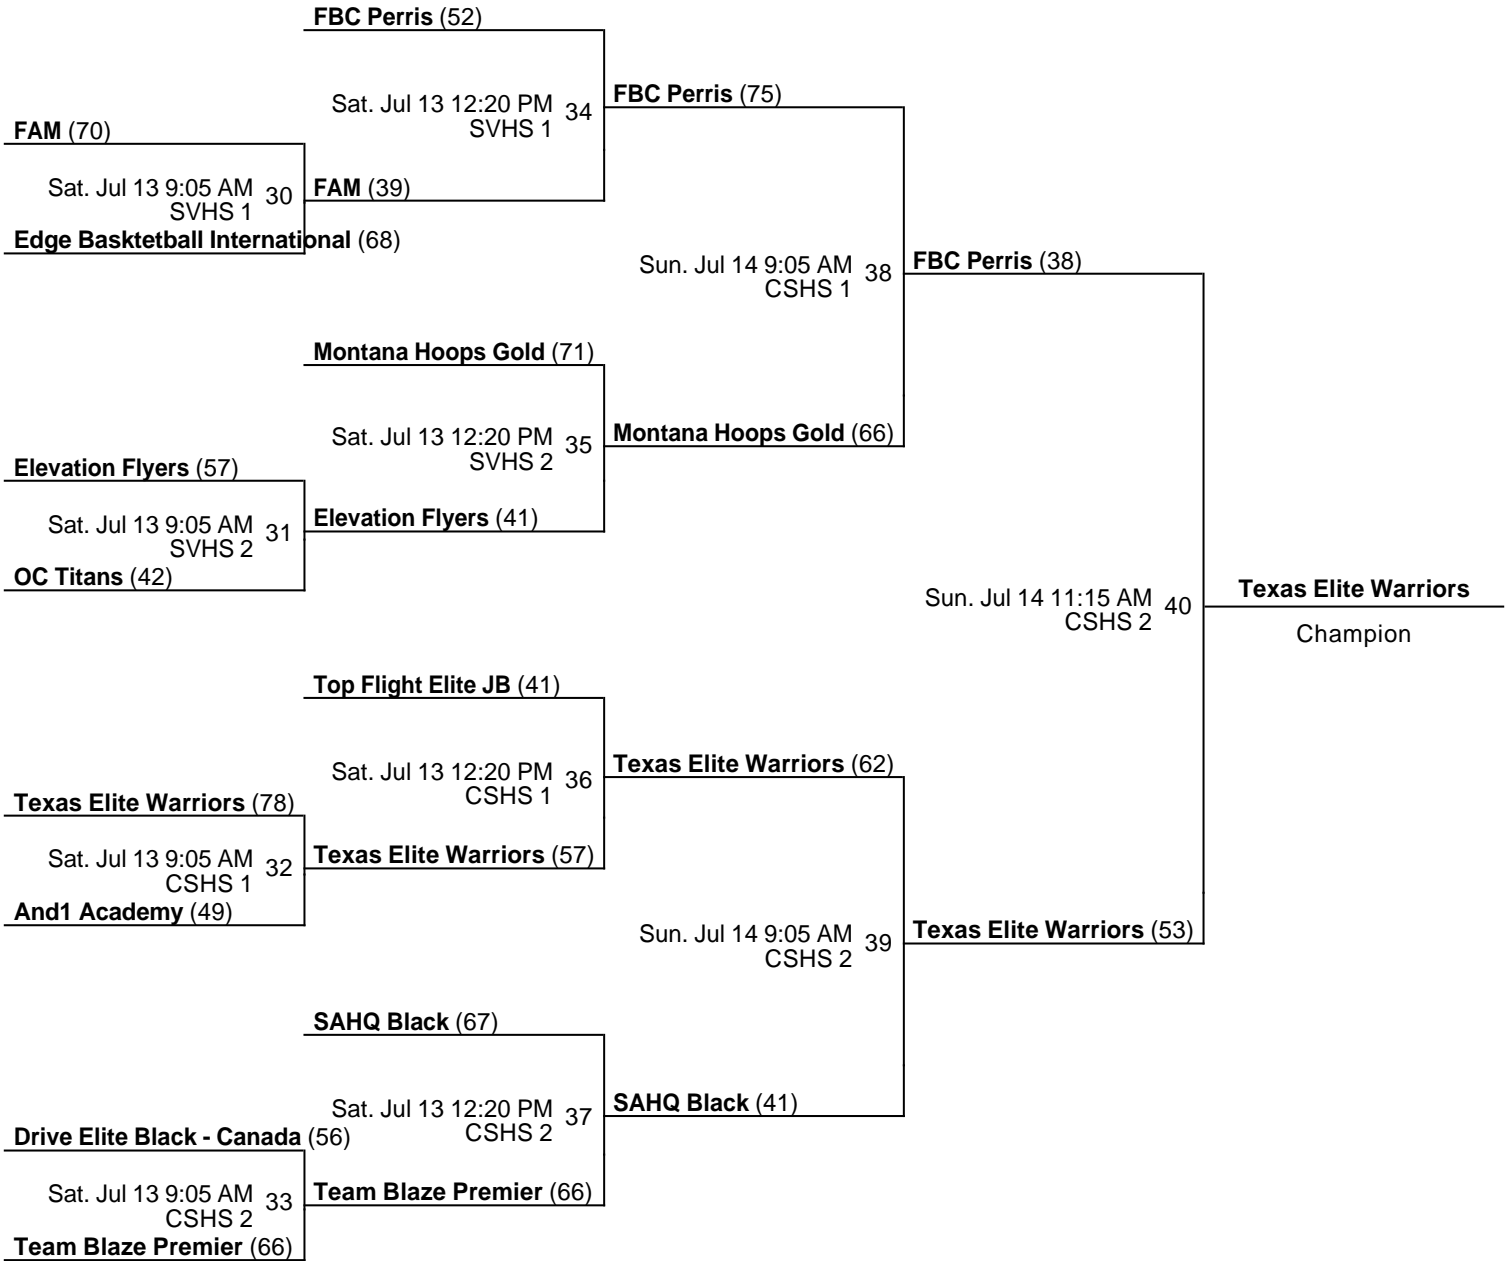 FBC Perris (52)
Sat. Jul 13 12:20 PM 34
SVHS 1
FBC Perris (75)
FAM (70)
Sat. Jul 13 9:05 AM 30
SVHS 1
FAM (39)
Edge Basktetball International (68)
Sun. Jul 14 9:05 AM 38
CSHS 1
FBC Perris (38)
Montana Hoops Gold (71)
Sat. Jul 13 12:20 PM 35
SVHS 2
Montana Hoops Gold (66)
Elevation Flyers (57)
Sat. Jul 13 9:05 AM 31
SVHS 2
Elevation Flyers (41)
OC Titans (42)
Sun. Jul 14 11:15 AM 40
CSHS 2
Texas Elite Warriors
Champion
Top Flight Elite JB (41)
Sat. Jul 13 12:20 PM 36
CSHS 1
Texas Elite Warriors (62)
Texas Elite Warriors (78)
Sat. Jul 13 9:05 AM 32
CSHS 1
Texas Elite Warriors (57)
And1 Academy (49)
Sun. Jul 14 9:05 AM 39
CSHS 2
Texas Elite Warriors (53)
SAHQ Black (67)
Sat. Jul 13 12:20 PM 37
CSHS 2
SAHQ Black (41)
Drive Elite Black - Canada (56)
Sat. Jul 13 9:05 AM 33
CSHS 2
Team Blaze Premier (66)
Team Blaze Premier (66)